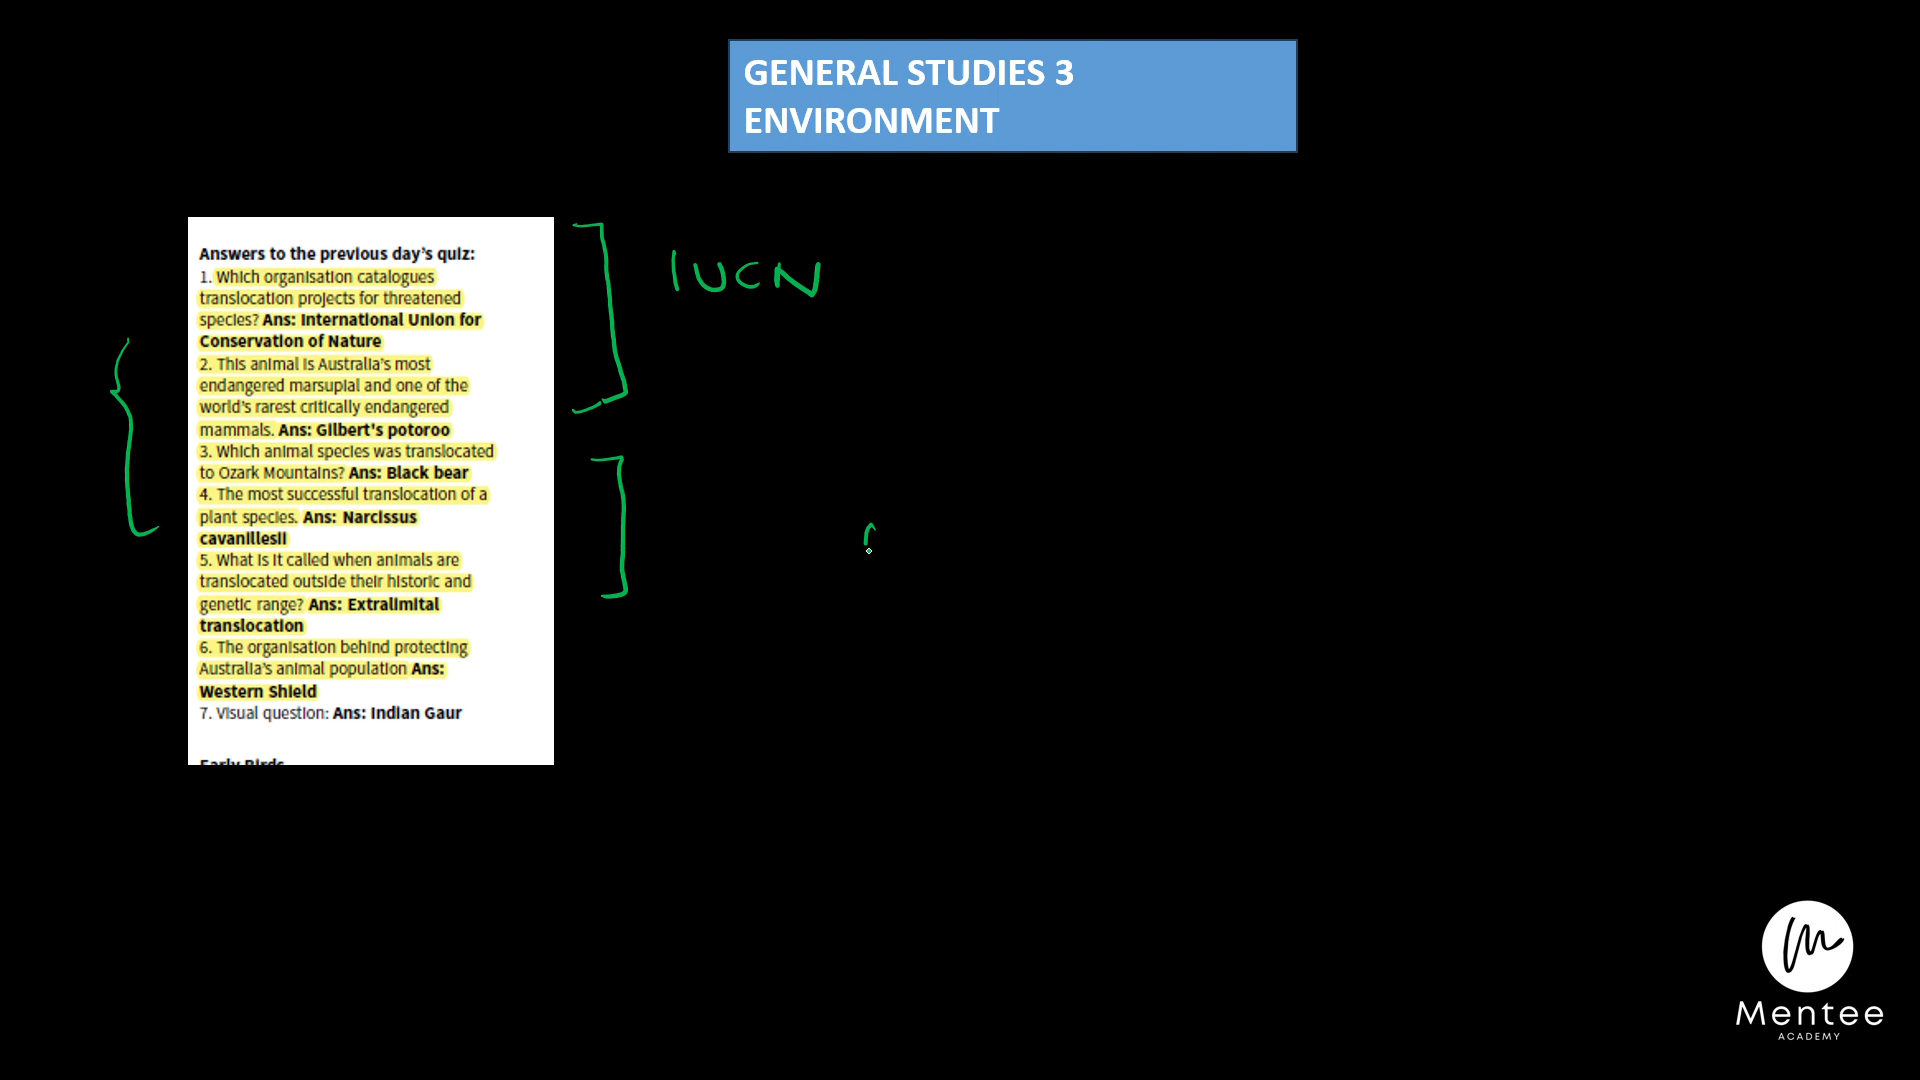 GENERAL STUDIES 3
ENVIRONMENT
Answers to the previous day's quiz:
1. Which organisation catalogues
translocation projects for threatened
species? Ans: International Union for
Conservation of Nature
2. This animal is Australia's most
endangered marsupial and one of the
world's rarest critically endangered
mammals. Ans: Gilbert's potoroo
3. Which animal species was translocated
to Ozark Mountains? Ans: Black bear
4. The most successful translocation of a
plant species. Ans: Narcissus
cavanillesii
5. What is it called when animals are
translocated outside their historic and
genetic range? Ans: Extralimital
translocation
6. The organisation behind protecting
Australia's animal population Ans:
Western Shield
7. Visual question: Ans: Indian Gaur
Early Birds
IUCN
Mentee
ACADEMY